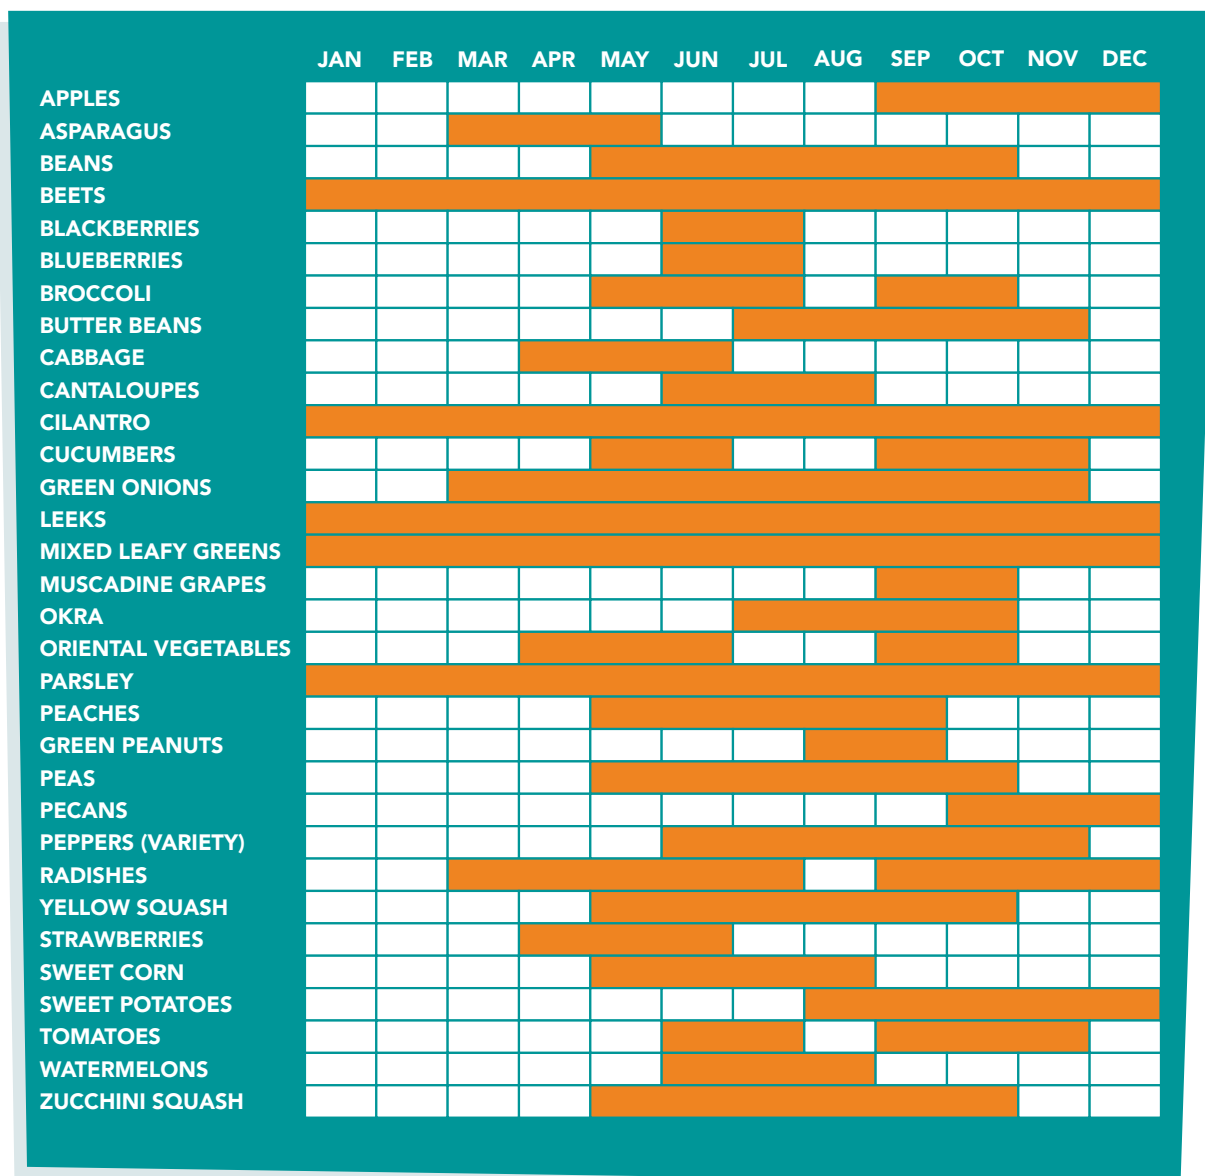 JAN FEB MAR APR MAY JUN JUL AUG SEP OCT NOV DEC
APPLES
ASPARAGUS
BEANS
BEETS
BLACKBERRIES
BLUEBERRIES
BROCCOLI
BUTTER BEANS
CABBAGE
CANTALOUPES
CILANTRO
CUCUMBERS
GREEN ONIONS
LEEKS
MIXED LEAFY GREENS
MUSCADINE GRAPES
OKRA
ORIENTAL VEGETABLES
PARSLEY
PEACHES
GREEN PEANUTS
PEAS
PECANS
PEPPERS (VARIETY)
RADISHES
YELLOW SQUASH
STRAWBERRIES
SWEET CORN
SWEET POTATOES
TOMATOES
WATERMELONS
ZUCCHINI SQUASH